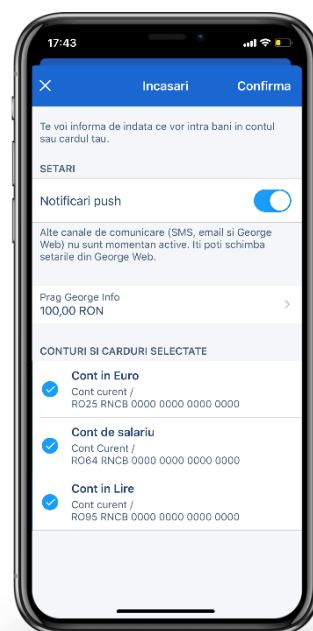 17:43
Incasari
Confirma
Te voi informa de indata ce vor intra bani in contul
sau cardul tau.
SETARI
Notificari push
Alte canale de comunicare (SMS, email si George
Web) nu sunt momentan active. Iti poti schimba
setarile din George Web.
Prag George Info
100,00 RON
CONTURI SI CARDURI SELECTATE
Cont in Euro
Cont curent /
RO25 RNCB 0000 0000 0000 0000
Cont de salariu
Cont Curent /
RO64 RNCB 0000 0000 0000 0000
Cont in Lire
Cont curent /
RO95 RNCB 0000 0000 0000 0000